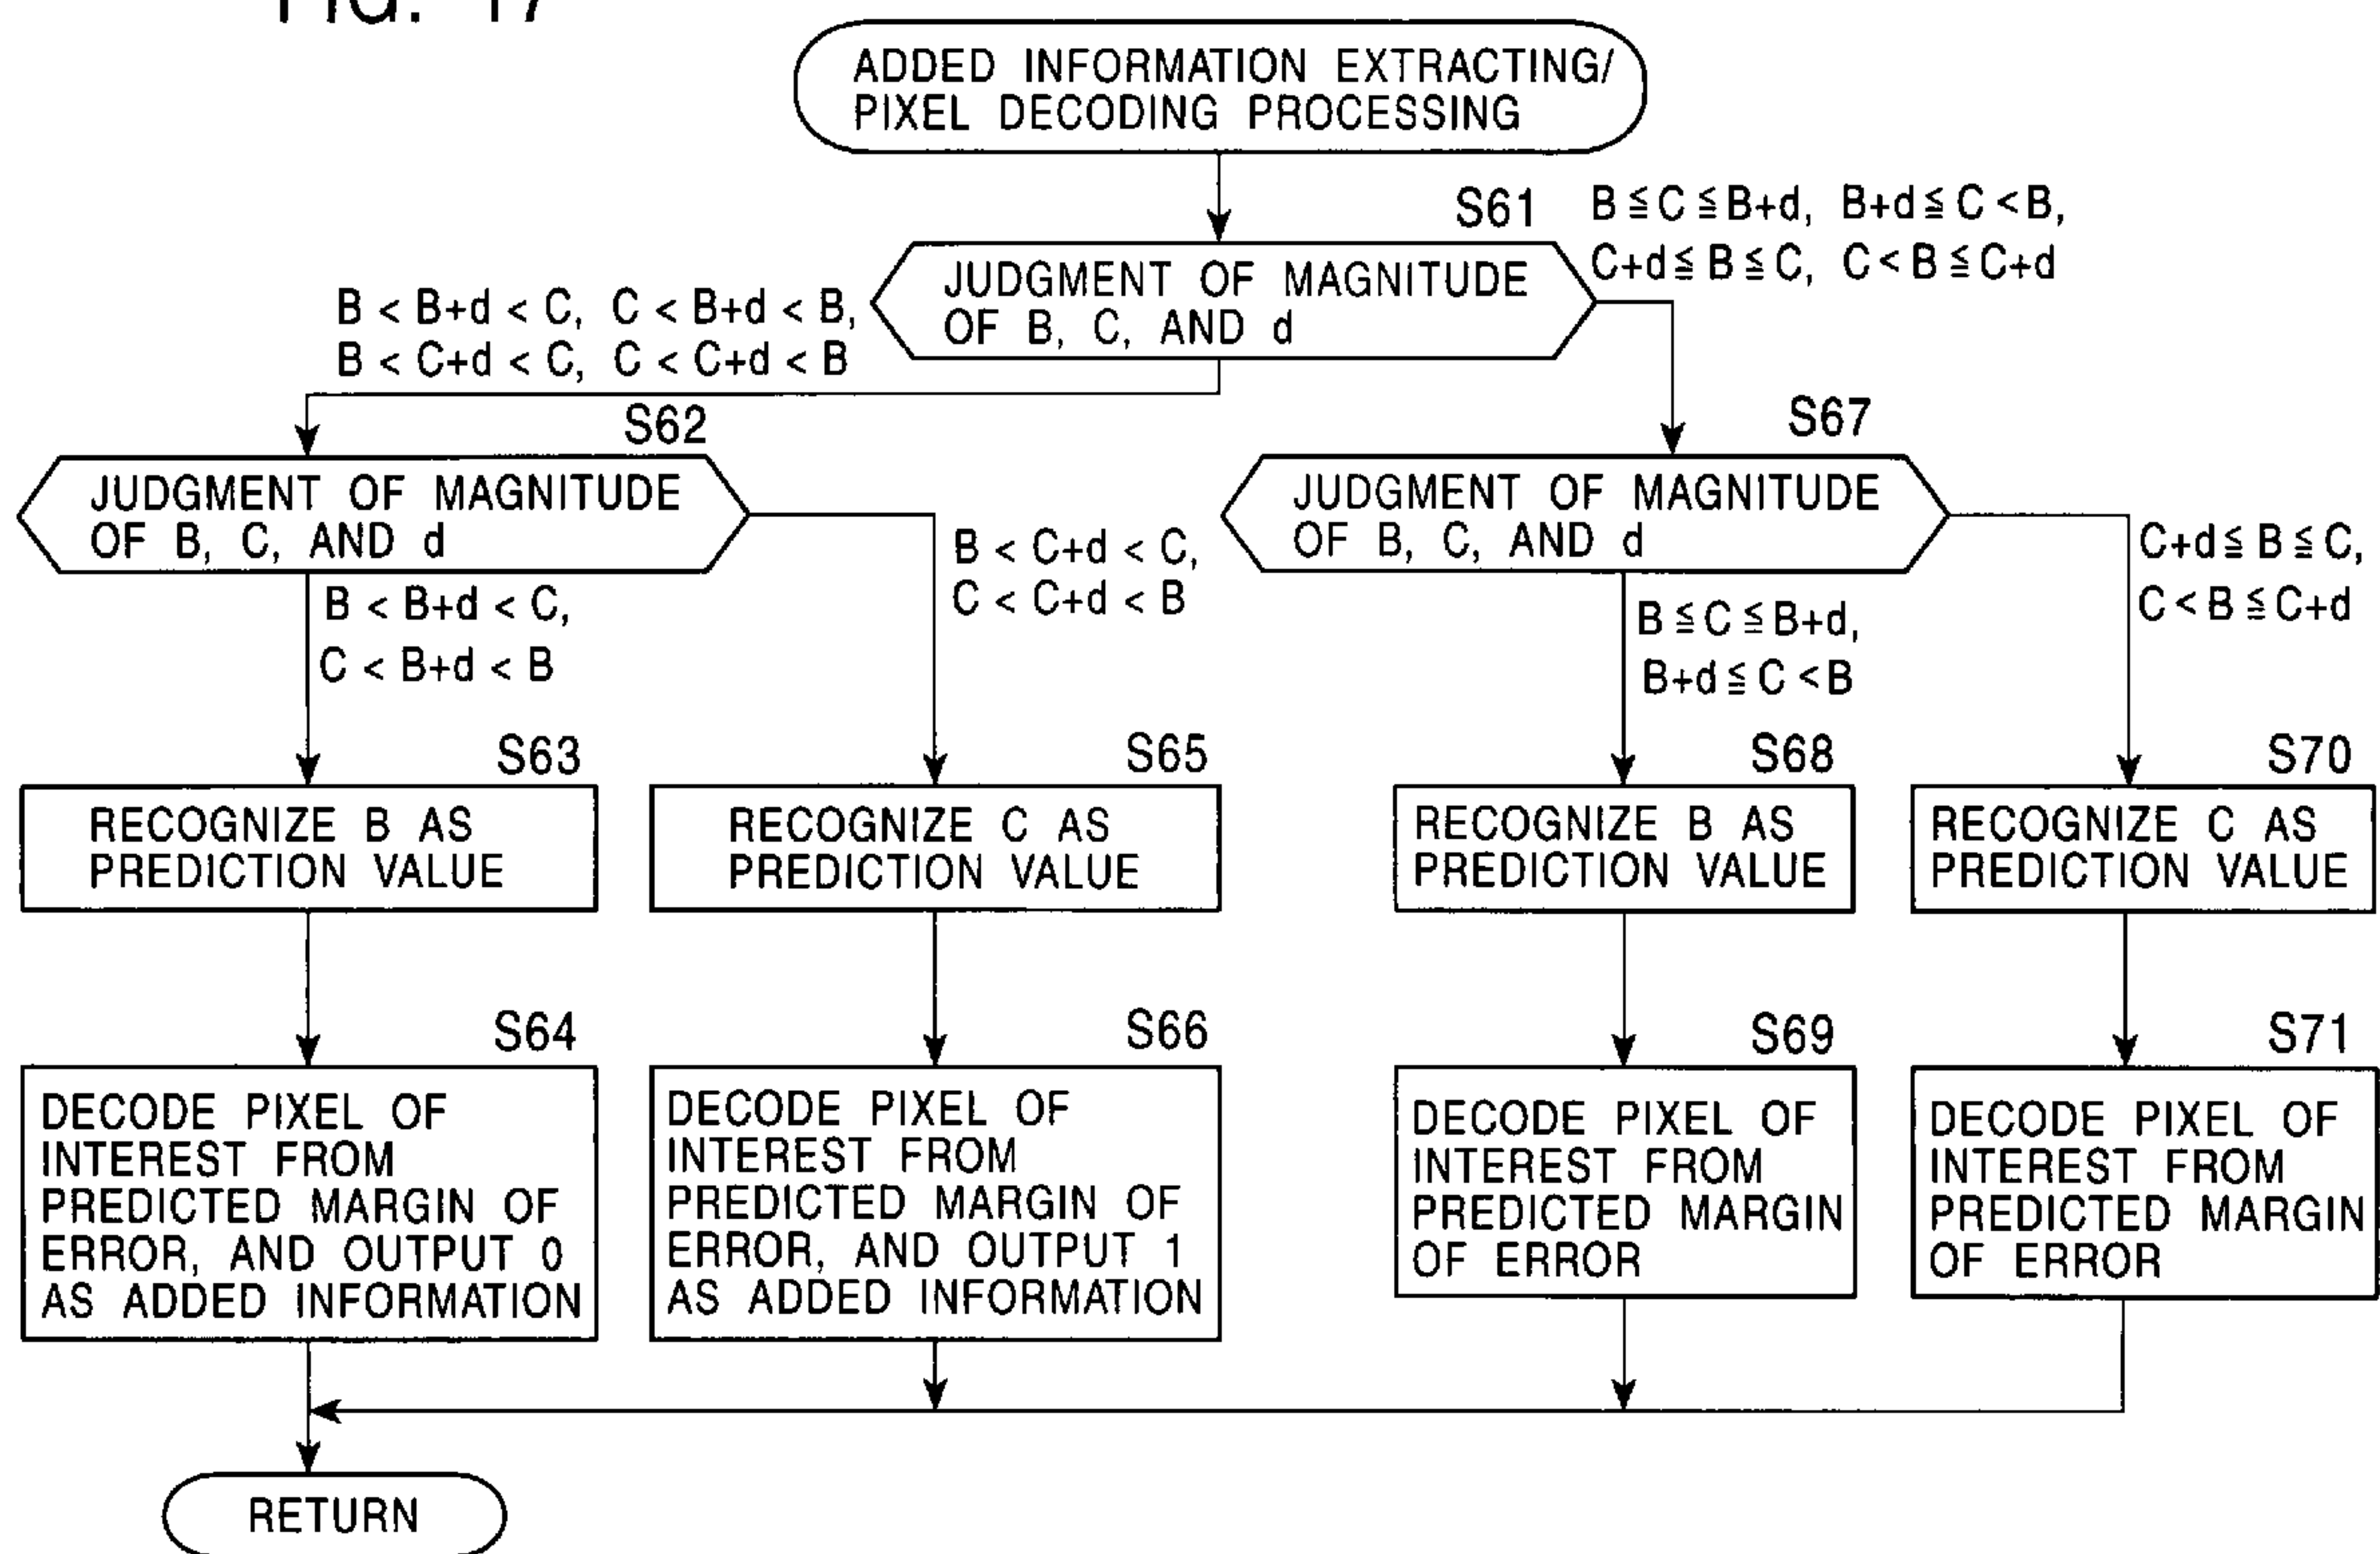 FIG. 17
ADDED INFORMATION EXTRACTING/
PIXEL DECODING PROCESSING
S61
B ≦ C ≦ B+d, B+d ≦ C < B,
C+d ≦ B ≦ C, C < B ≦ C+d
JUDGMENT OF MAGNITUDE
OF B, C, AND d
B < B+d < C, C < B+d < B,
B < C+d < C, C < C+d < B
S62
JUDGMENT OF MAGNITUDE
OF B, C, AND d
S67
JUDGMENT OF MAGNITUDE
OF B, C, AND d
B < B+d < C,
C < B+d < B
B < C+d < C,
C < C+d < B
B ≦ C ≦ B+d,
B+d ≦ C < B
C+d ≦ B ≦ C,
C < B ≦ C+d
S63
RECOGNIZE B AS
PREDICTION VALUE
S65
RECOGNIZE C AS
PREDICTION VALUE
S68
RECOGNIZE B AS
PREDICTION VALUE
S70
RECOGNIZE C AS
PREDICTION VALUE
S64
DECODE PIXEL OF
INTEREST FROM
PREDICTED MARGIN OF
ERROR, AND OUTPUT 0
AS ADDED INFORMATION
S66
DECODE PIXEL OF
INTEREST FROM
PREDICTED MARGIN OF
ERROR, AND OUTPUT 1
AS ADDED INFORMATION
S69
DECODE PIXEL OF
INTEREST FROM
PREDICTED MARGIN
OF ERROR
S71
DECODE PIXEL OF
INTEREST FROM
PREDICTED MARGIN
OF ERROR
RETURN